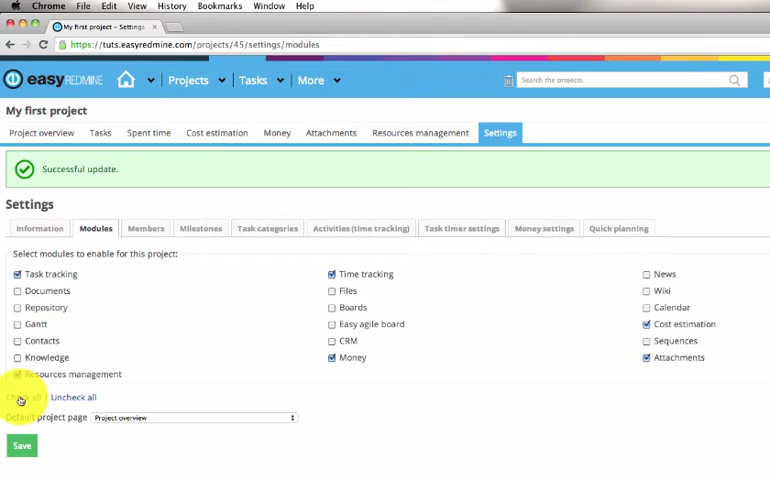 Chrome File Edit View History Bookmarks Window Help
My first project - Settings
https://tuts.easyredmine.com/projects/45/settings/modules
easyREDMINE Projects Tasks More Search the projects
My first project
Project overview Tasks Spent time Cost estimation Money Attachments Resources management Settings
Successful update.
Settings
Information Modules Members Milestones Task categories Activities (time tracking) Task timer settings Money settings Quick planning
Select modules to enable for this project:
Task tracking Time tracking News
Documents Files Wiki
Repository Boards Calendar
Gantt Easy agile board Cost estimation
Contacts CRM Sequences
Knowledge Money Attachments
Resources management
Check all | Uncheck all
Default project page Project overview
Save